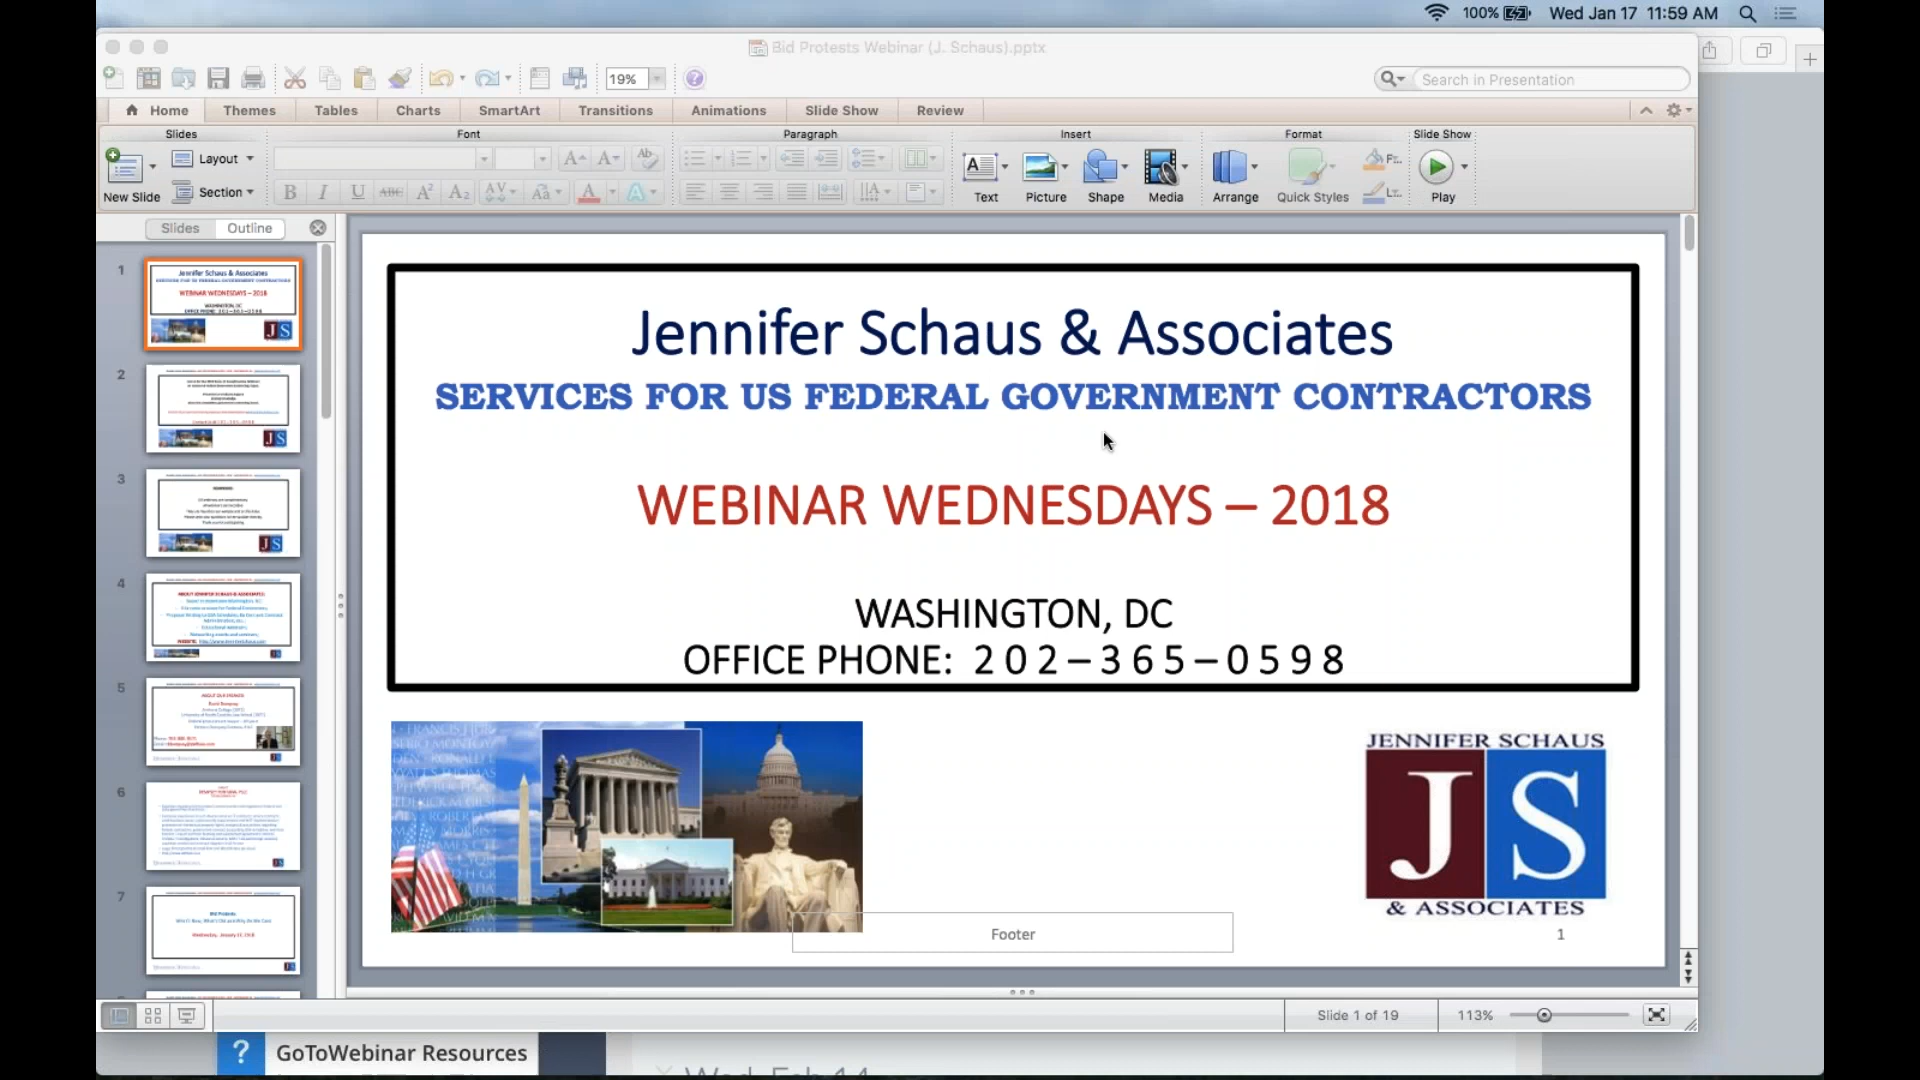 100%
Wed Jan 17 11:59 AM
Bid Protests Webinar (J. Schaus).pptx
19%
Search in Presentation
Home
Themes
Tables
Charts
SmartArt
Transitions
Animations
Slide Show
Review
Slides
Font
Paragraph
Insert
Format
Slide Show
New Slide
Layout
Section
Text
Picture
Shape
Media
Arrange
Quick Styles
Play
Slides
Outline
1
2
3
4
5
6
7
Jennifer Schaus & Associates
SERVICES FOR US FEDERAL GOVERNMENT CONTRACTORS
WEBINAR WEDNESDAYS – 2018
WASHINGTON, DC
OFFICE PHONE: 2 0 2 – 3 6 5 – 0 5 9 8
JENNIFER SCHAUS
JS
& ASSOCIATES
Footer
1
Slide 1 of 19
113%
? GoToWebinar Resources
Wed, Feb 14